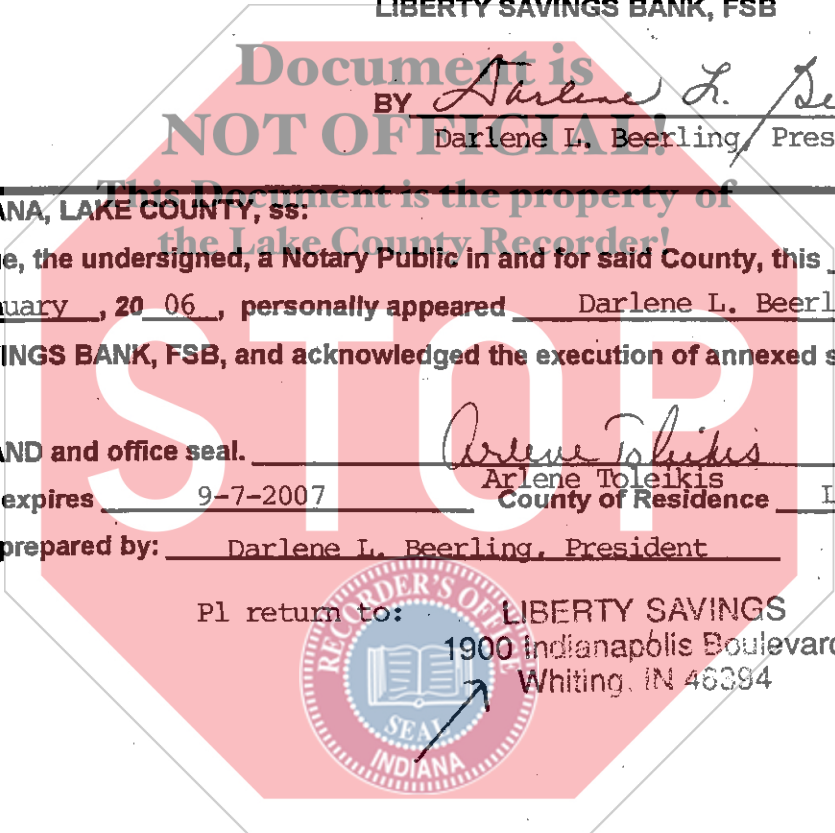 LIBERTY SAVINGS BANK, FSB
Document is
BY Darlene L. Be
NOT OFFICIAL!
Darlene L. Beerling, Pres
This Document is the property of
ANA, LAKE COUNTY, ss:
the Lake County Recorder!
e, the undersigned, a Notary Public in and for said County, this
uary, 20 06, personally appeared Darlene L. Beerl
INGS BANK, FSB, and acknowledged the execution of annexed s
STOP
AND and office seal. Arlene Toleikis
Arlene Toleikis
expires 9-7-2007 County of Residence L
prepared by: Darlene L. Beerling, President
Pl return to: LIBERTY SAVINGS
1900 Indianapolis Boulevard
Whiting, IN 46394
RECORDER'S OFFICE
SEAL
INDIANA